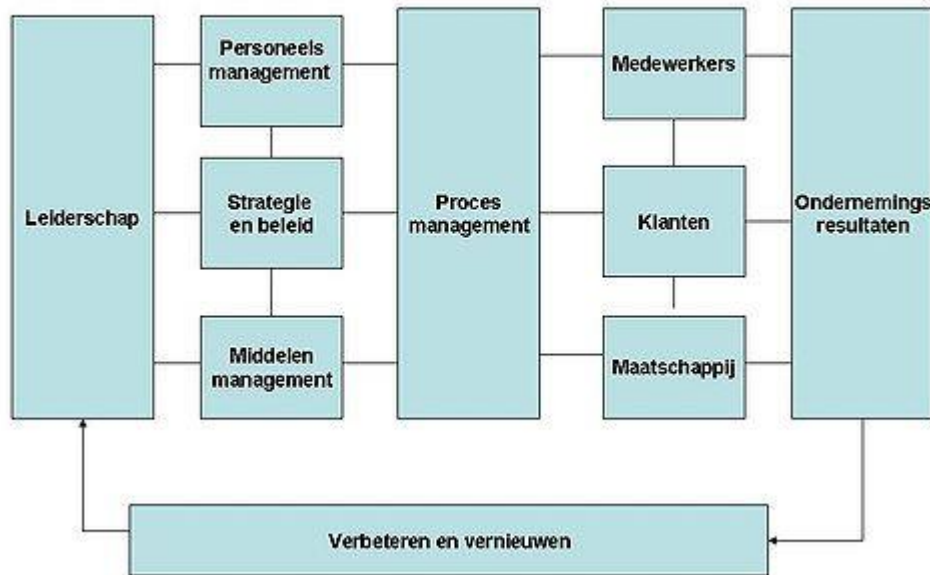 Leiderschap
Personeels
management
Strategie
en beleid
Middelen
management
Proces
management
Medewerkers
Klanten
Maatschappij
Ondernemings
resultaten
Verbeteren en vernieuwen